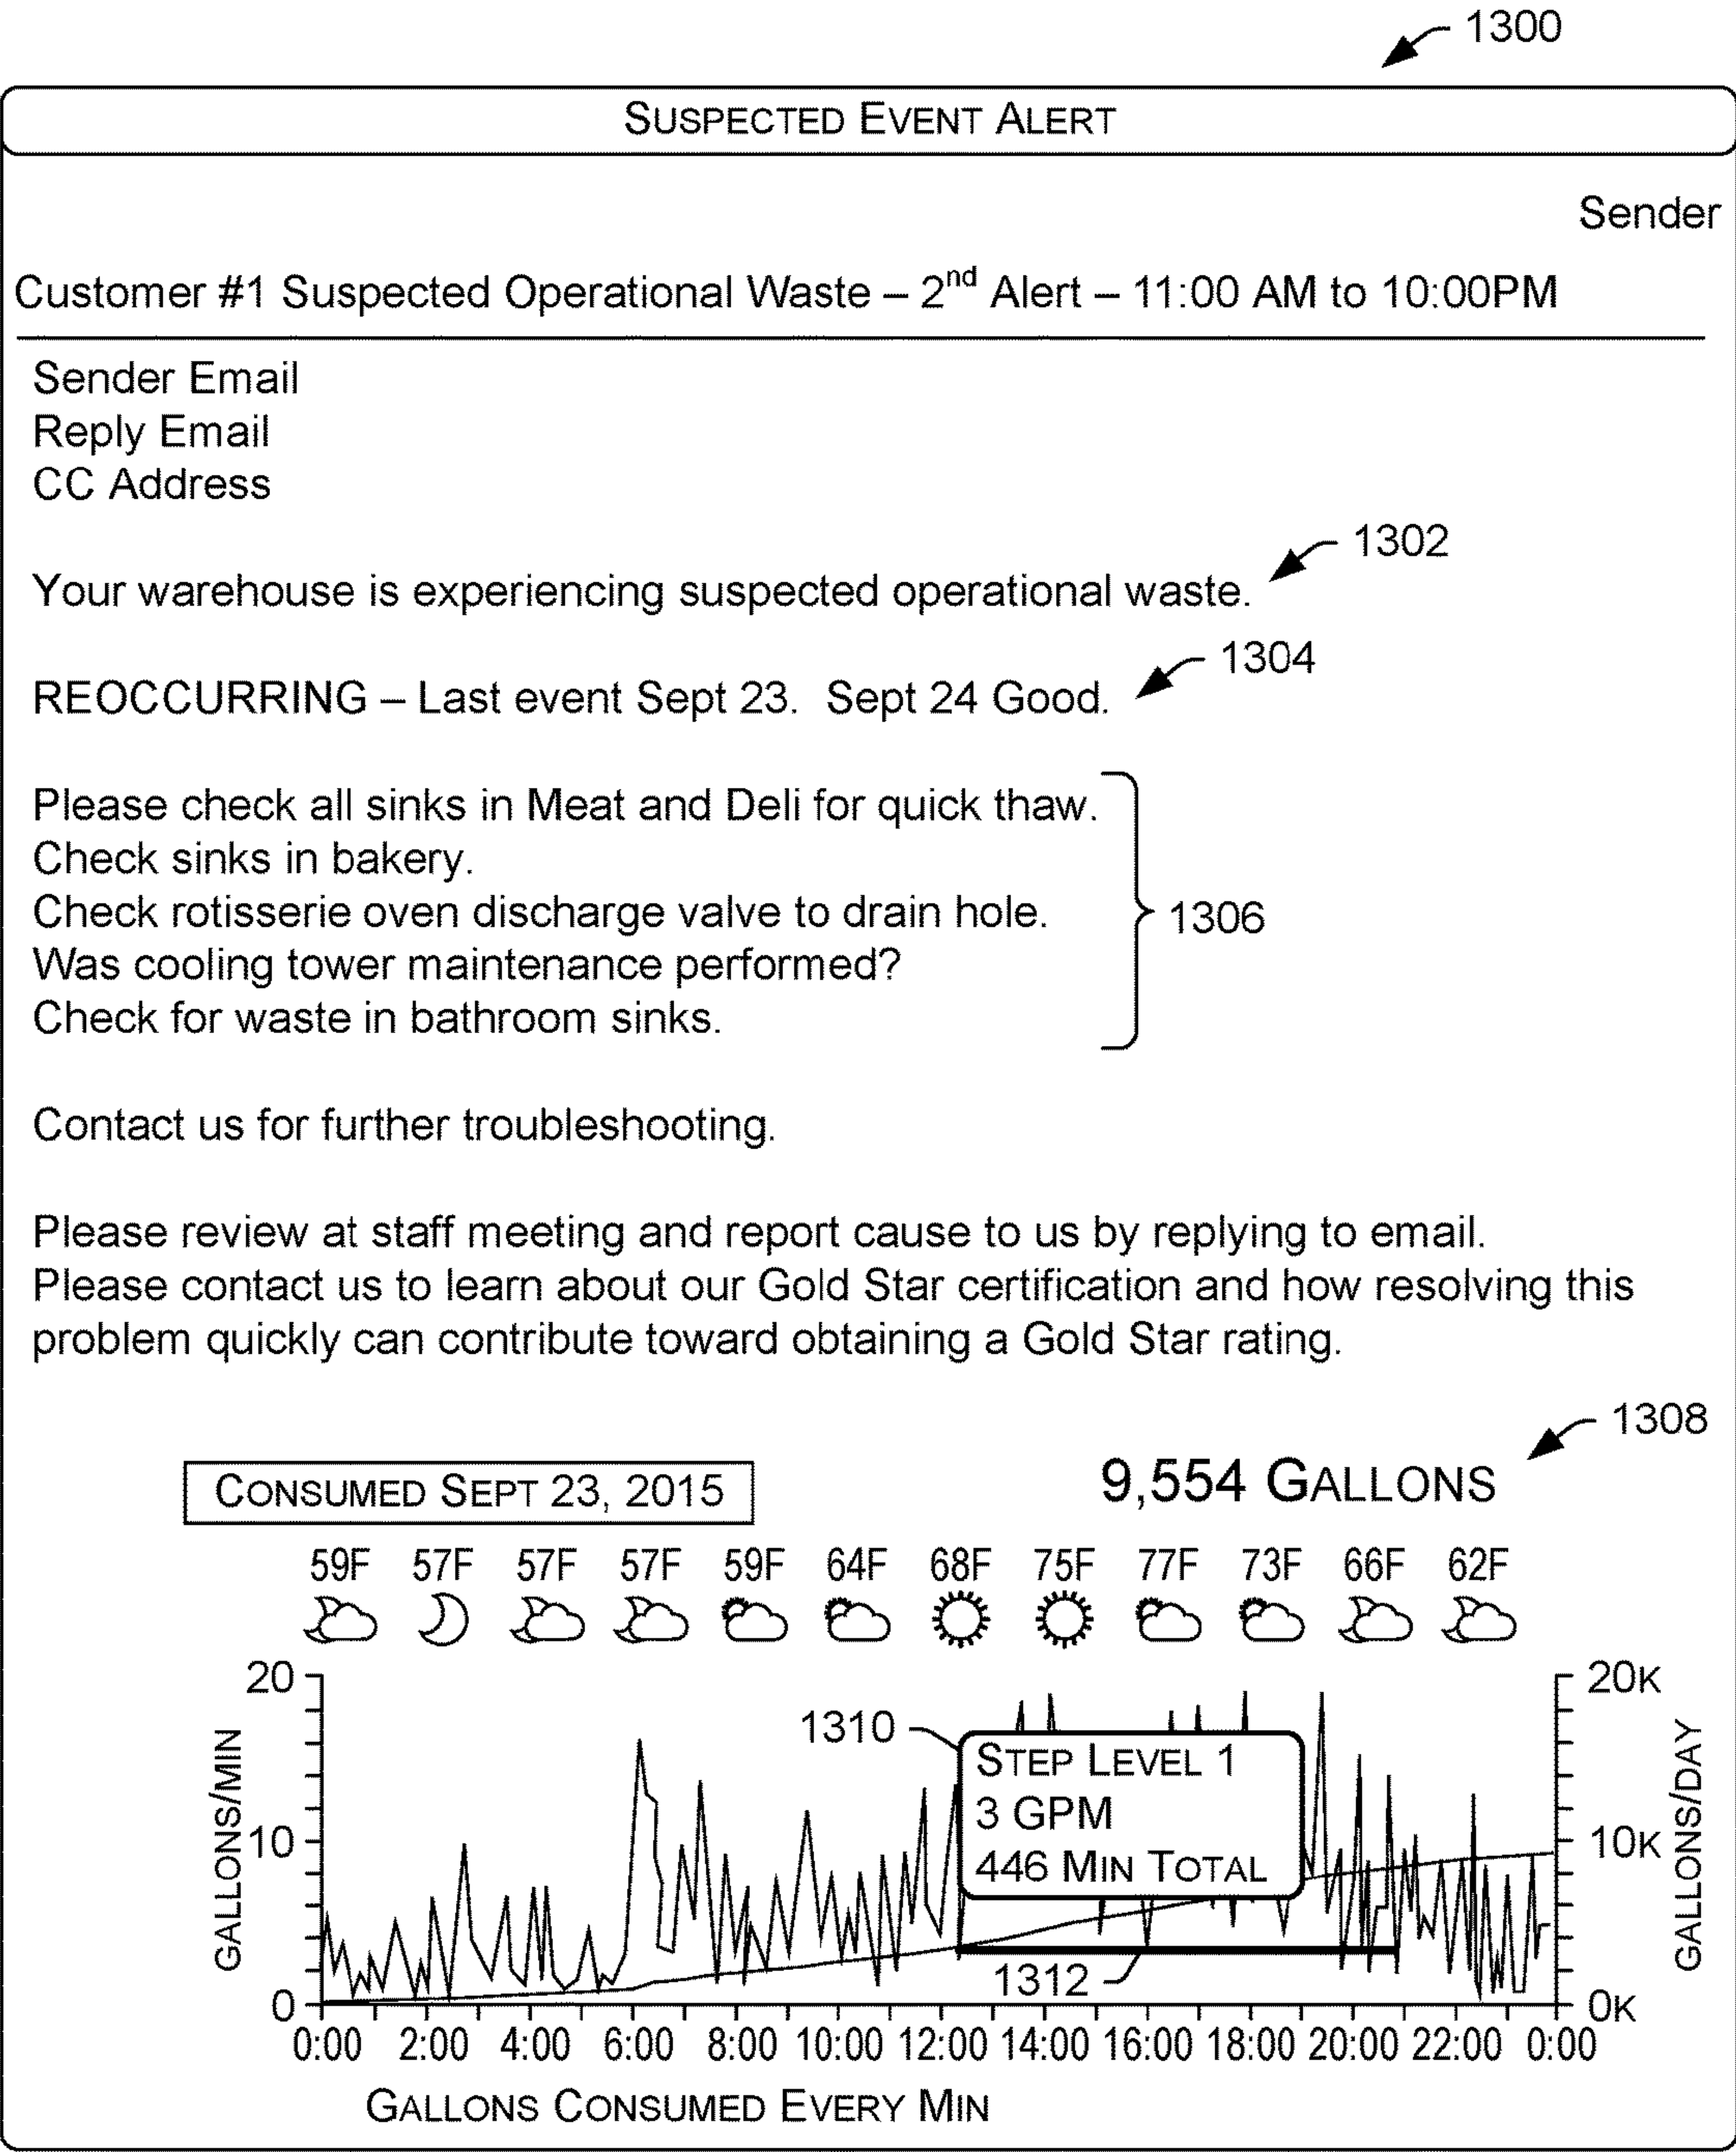 1300
SUSPECTED EVENT ALERT
Sender
Customer #1 Suspected Operational Waste – 2nd Alert – 11:00 AM to 10:00PM
Sender Email
Reply Email
CC Address
1302
Your warehouse is experiencing suspected operational waste.
1304
REOCCURRING – Last event Sept 23. Sept 24 Good.
Please check all sinks in Meat and Deli for quick thaw.
Check sinks in bakery.
Check rotisserie oven discharge valve to drain hole.
1306
Was cooling tower maintenance performed?
Check for waste in bathroom sinks.
Contact us for further troubleshooting.
Please review at staff meeting and report cause to us by replying to email.
Please contact us to learn about our Gold Star certification and how resolving this
problem quickly can contribute toward obtaining a Gold Star rating.
1308
CONSUMED SEPT 23, 2015
9,554 GALLONS
59F 57F 57F 57F 59F 64F 68F 75F 77F 73F 66F 62F
20
20K
1310
STEP LEVEL 1
3 GPM
446 MIN TOTAL
GALLONS/MIN
GALLONS/DAY
10
10K
1312
0
0K
0:00 2:00 4:00 6:00 8:00 10:00 12:00 14:00 16:00 18:00 20:00 22:00 0:00
GALLONS CONSUMED EVERY MIN